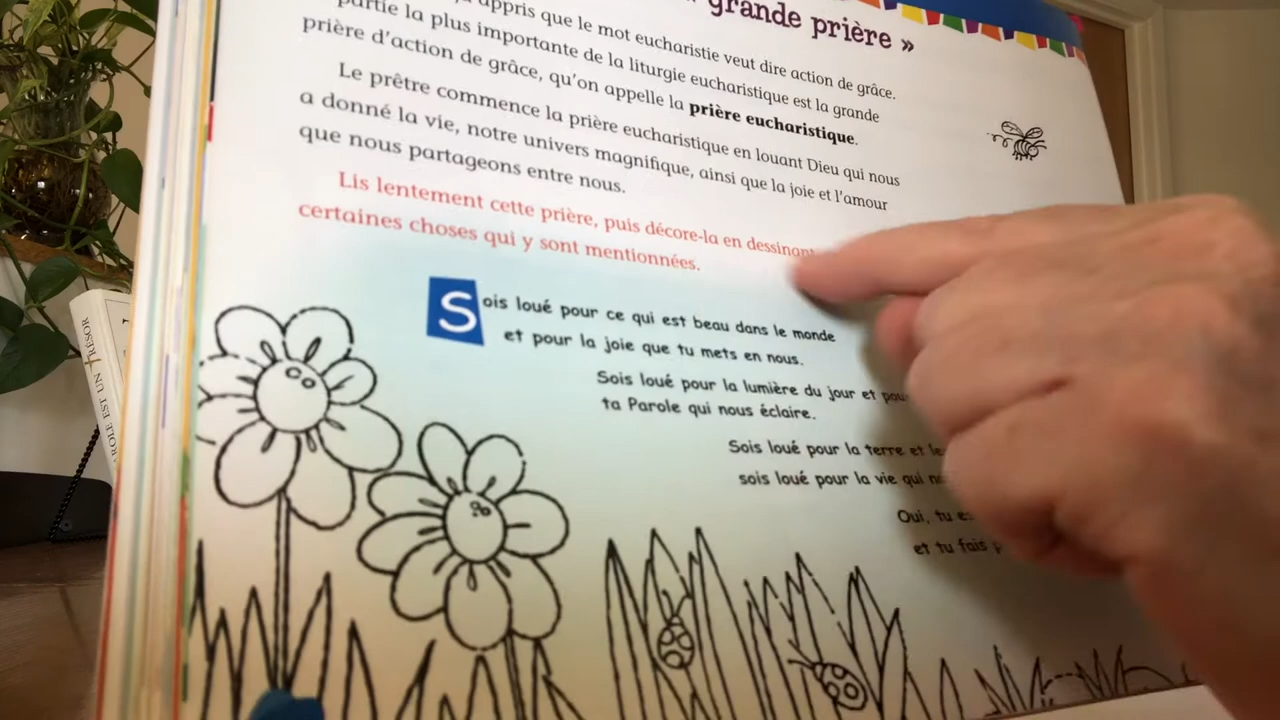 grande prière »
appris que le mot eucharistie veut dire action de grâce.
partie la plus importante de la liturgie eucharistique est la grande
prière d'action de grâce, qu'on appelle la prière eucharistique.
Le prêtre commence la prière eucharistique en louant Dieu qui nous
a donné la vie, notre univers magnifique, ainsi que la joie et l'amour
que nous partageons entre nous.
Lis lentement cette prière, puis décore-la en dessinant
certaines choses qui y sont mentionnées.
Sois loué pour ce qui est beau dans le monde
et pour la joie que tu mets en nous.
Sois loué pour la lumière du jour et
ta Parole qui nous éclaire.
Sois loué pour la terre et
sois loué pour la vie qui
Oui, tu
et tu fais
EST UN TRÉSOR